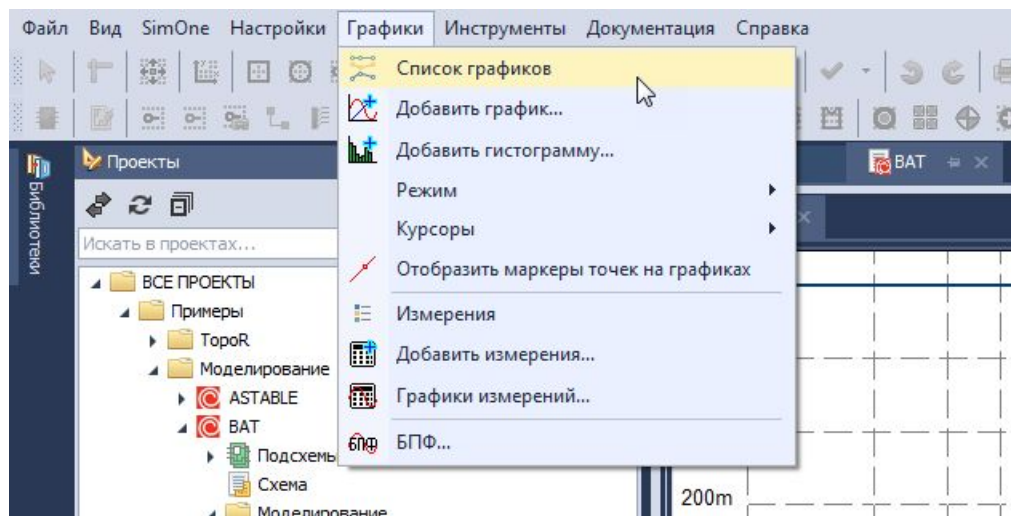 Файл Вид SimOne Настройки Графики Инструменты Документация Справка
Список графиков
Добавить график...
Добавить гистограмму...
Режим
Курсоры
Отобразить маркеры точек на графиках
Измерения
Добавить измерения...
Графики измерений...
БПФ БПФ...
Библиотеки
Проекты
BAT
Искать в проектах...
ВСЕ ПРОЕКТЫ
Примеры
TopoR
Моделирование
ASTABLE
BAT
Подсхемы
Схема
Моделирование
200m